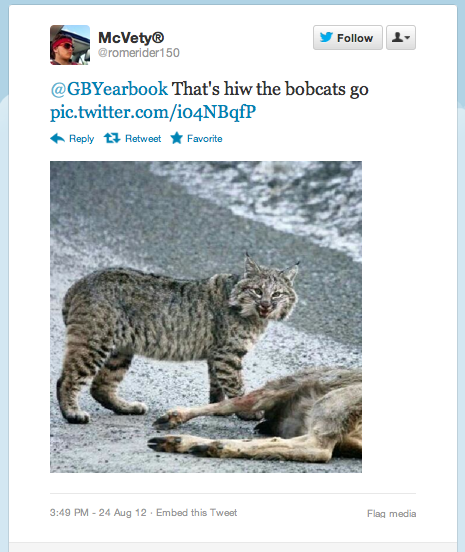 McVety®
Follow
@romerider150
@GBYearbook That's hiw the bobcats go
pic.twitter.com/i04NBqfP
Reply Retweet Favorite
3:49 PM - 24 Aug 12 · Embed this Tweet
Flag media